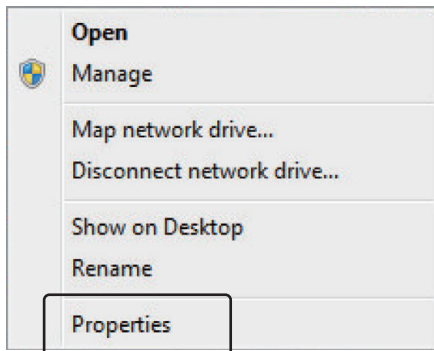 Open
Manage
Map network drive...
Disconnect network drive...
Show on Desktop
Rename
Properties